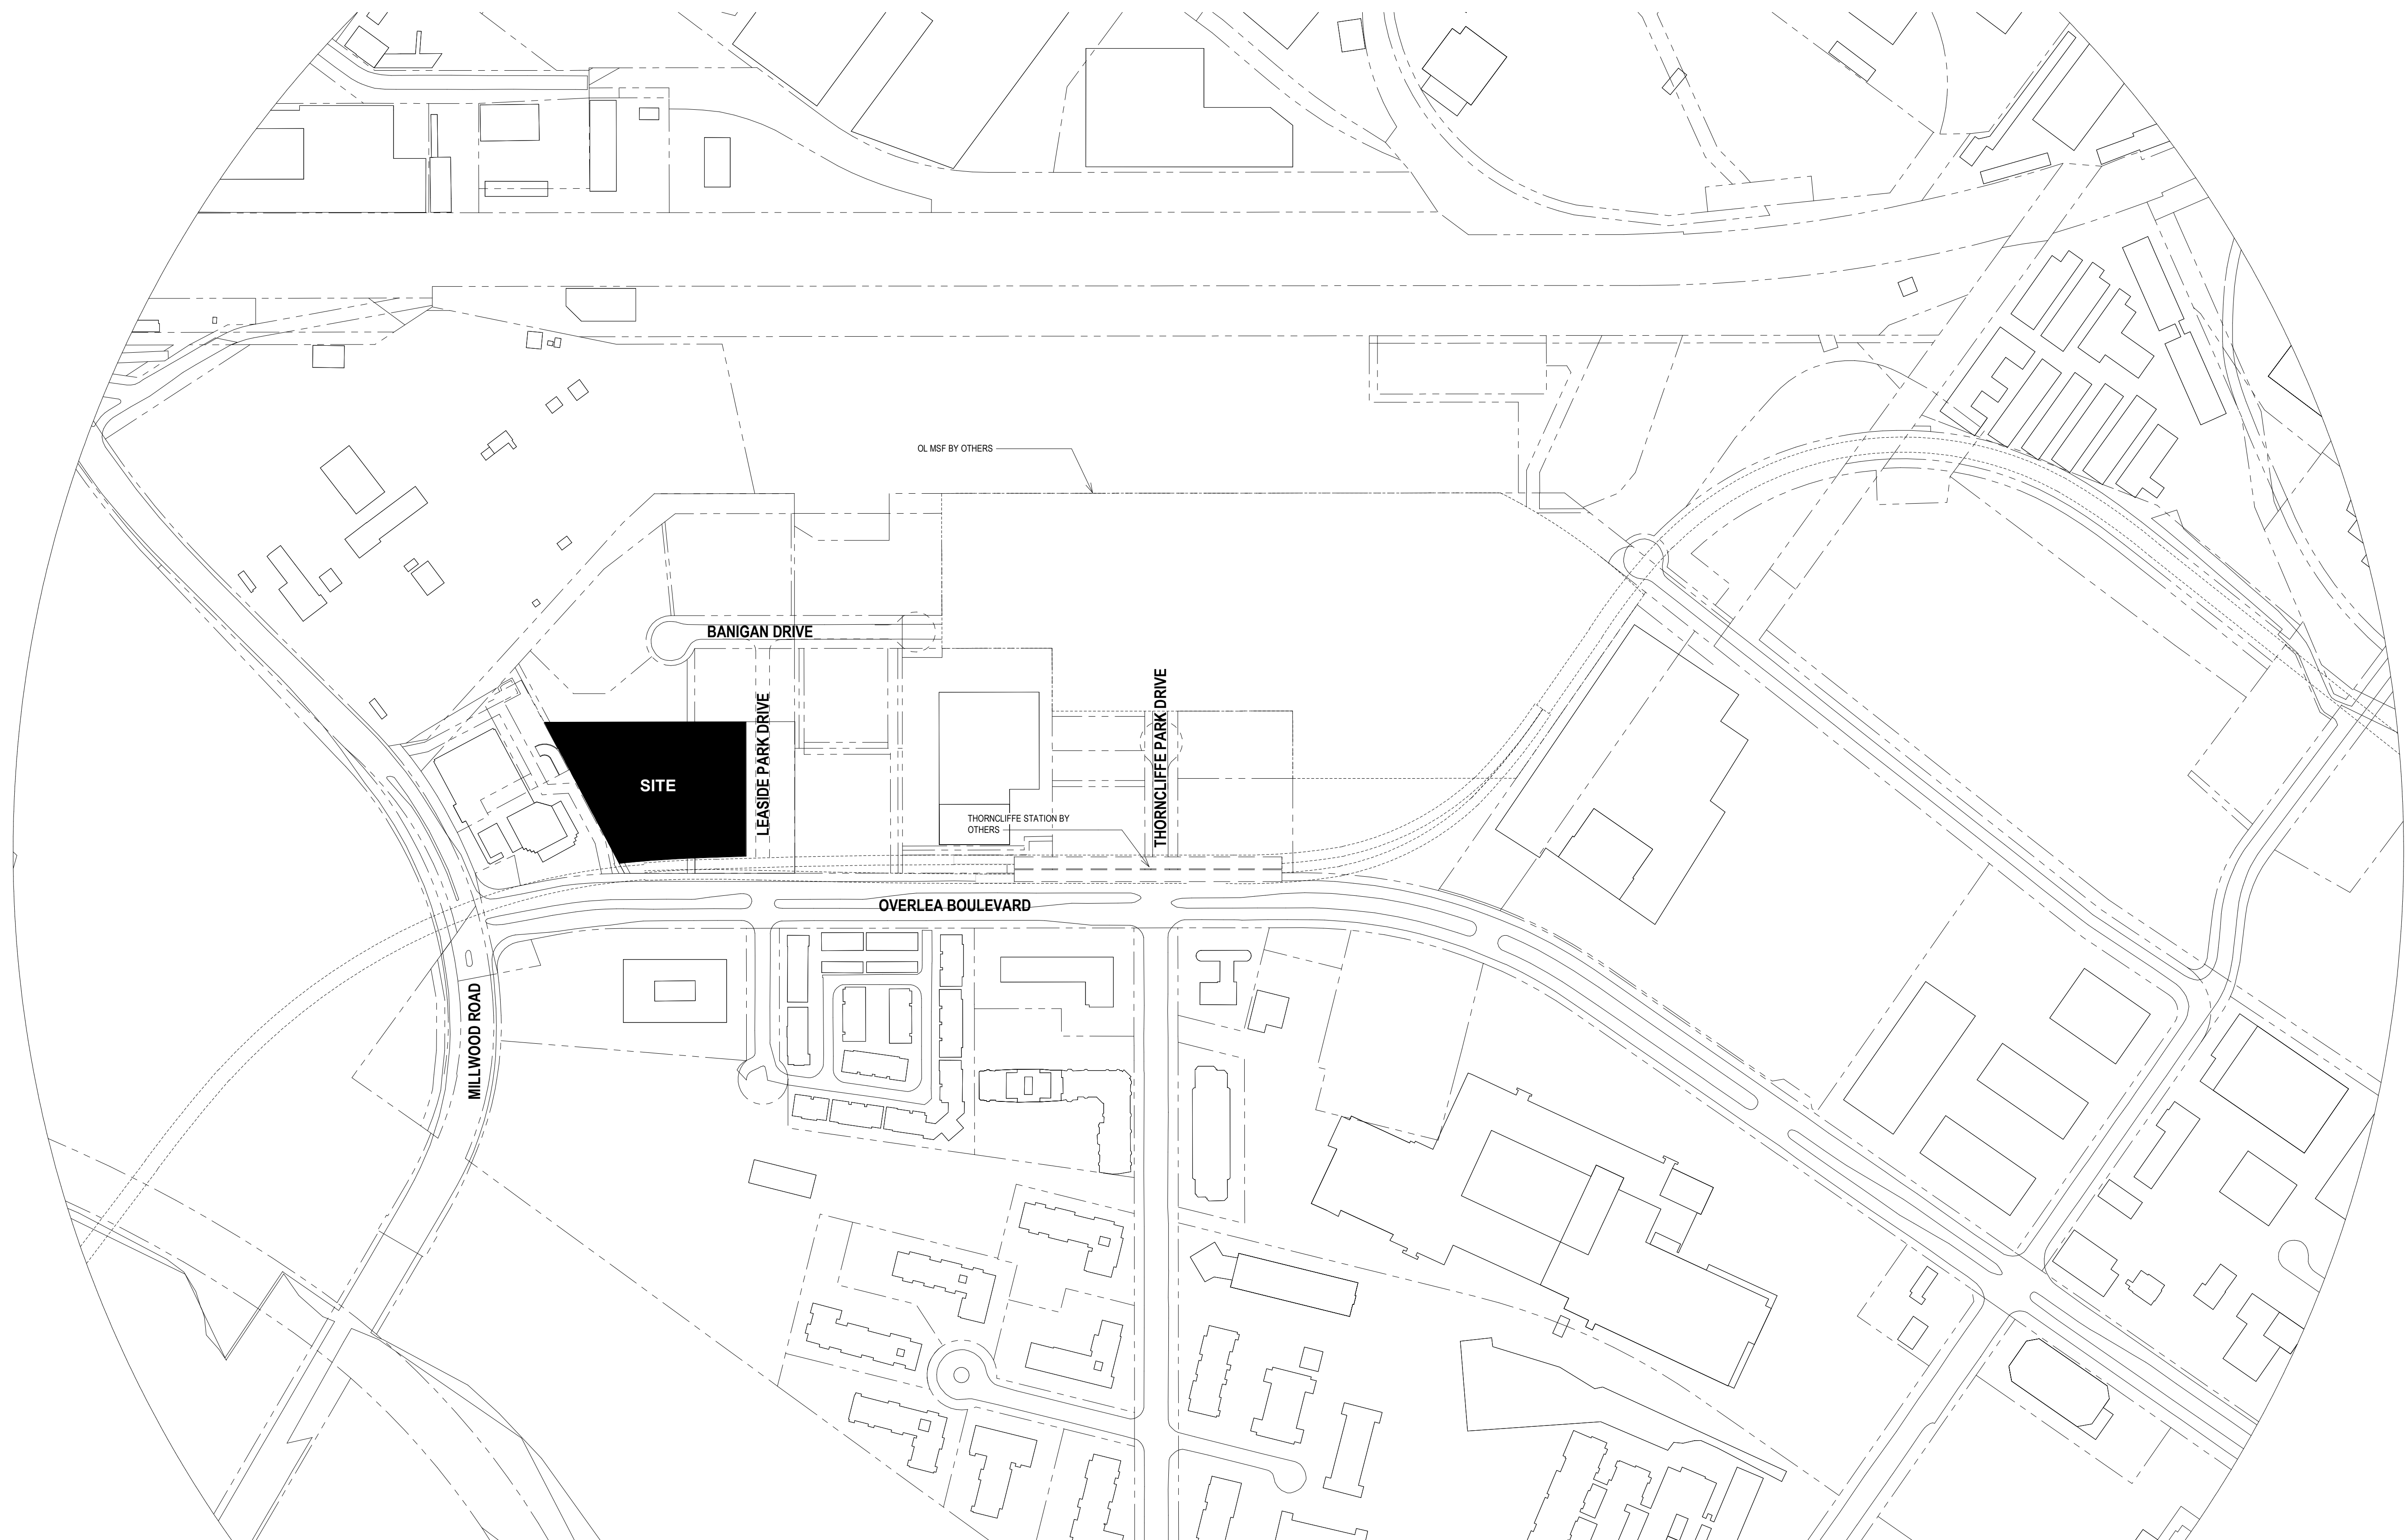 OL MSF BY OTHERS
BANIGAN DRIVE
LEASIDE PARK DRIVE
THORNCLIFFE PARK DRIVE
SITE
THORNCLIFFE STATION BY
OTHERS
OVERLEA BOULEVARD
MILLWOOD ROAD